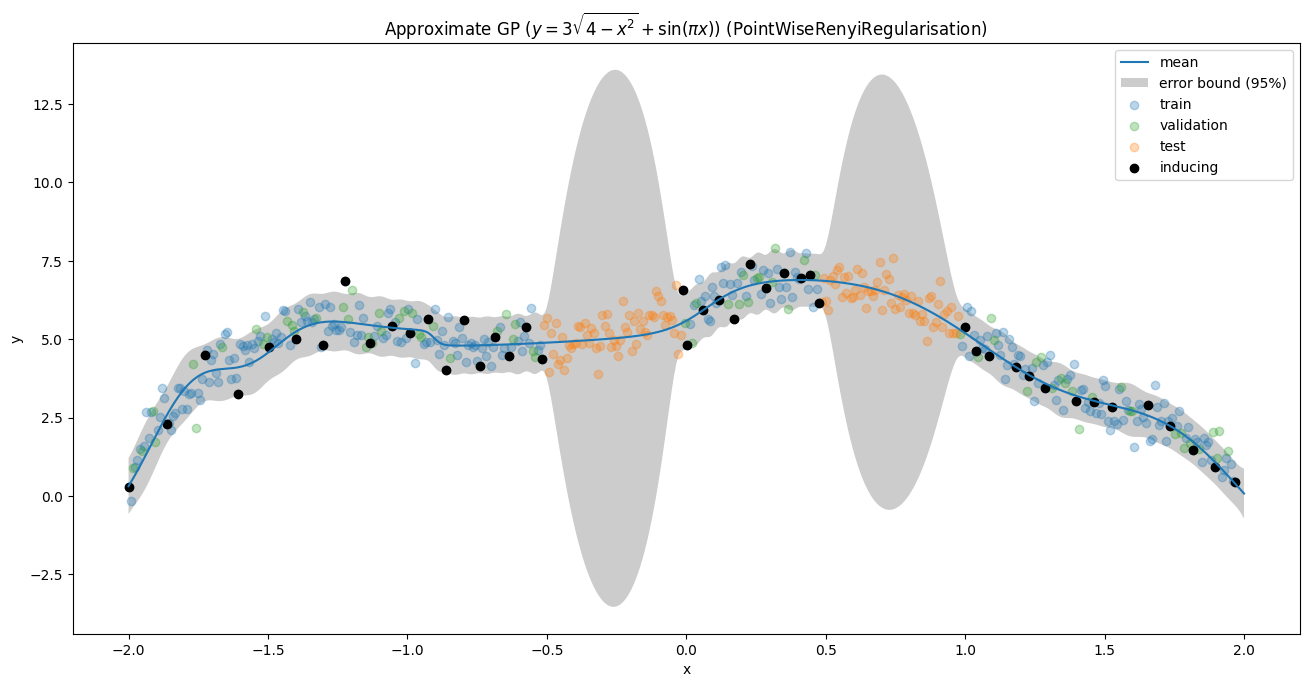 Approximate GP ($y = 3\sqrt{4 - x^2} + \sin(\pi x)$) (PointWiseRenyiRegularisation)
mean
error bound (95%)
train
validation
test
inducing
12.5
10.0
7.5
5.0
2.5
0.0
−2.5
y
−2.0 −1.5 −1.0 −0.5 0.0 0.5 1.0 1.5 2.0
x